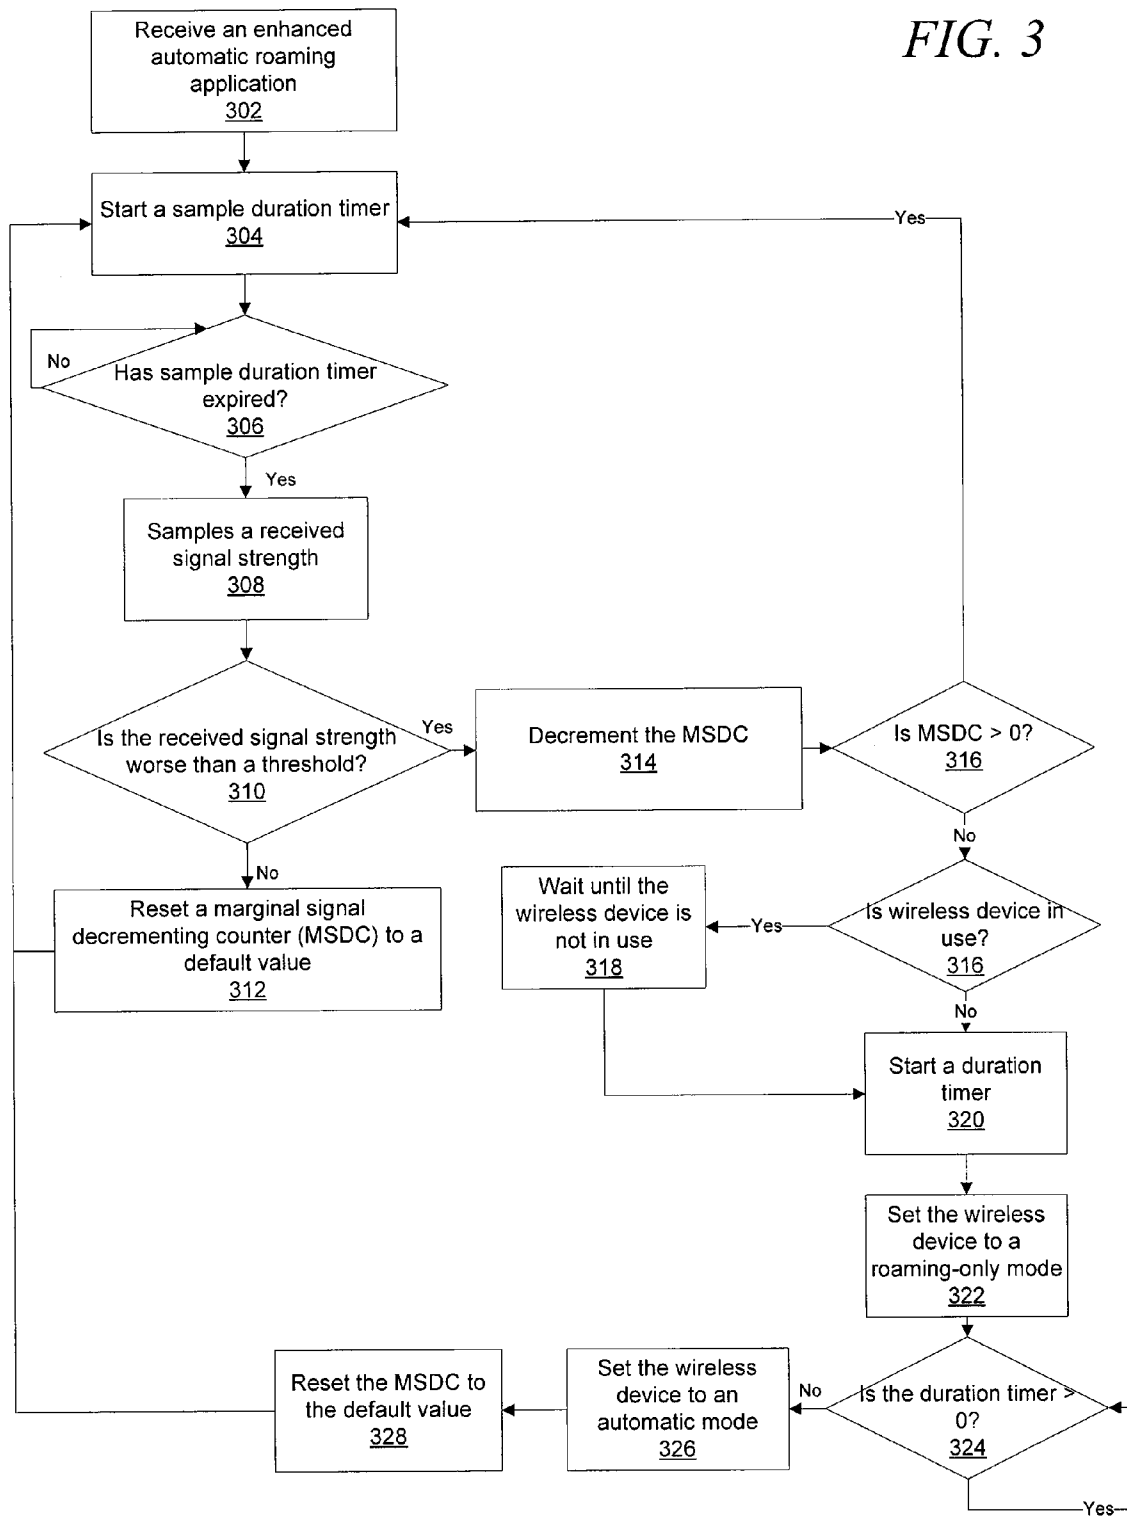 FIG. 3
Receive an enhanced
automatic roaming
application
302
Start a sample duration timer
304
Yes
No
Has sample duration timer
expired?
306
Yes
Samples a received
signal strength
308
Is the received signal strength
worse than a threshold?
310
Yes
Decrement the MSDC
314
Is MSDC > 0?
316
No
No
Reset a marginal signal
decrementing counter (MSDC) to a
default value
312
Wait until the
wireless device is
not in use
318
Yes
Is wireless device in
use?
316
No
Start a duration
timer
320
Set the wireless
device to a
roaming-only mode
322
Is the duration timer >
0?
324
No
Set the wireless
device to an
automatic mode
326
Reset the MSDC to
the default value
328
Yes